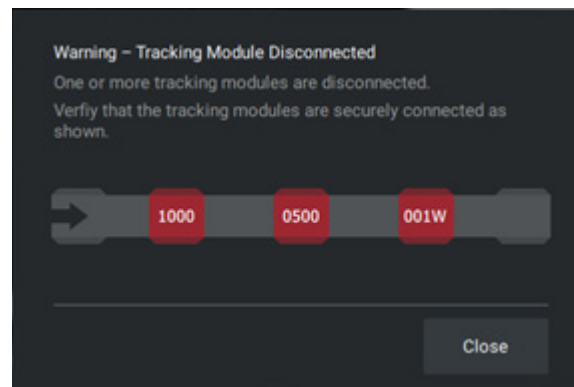 Warning – Tracking Module Disconnected
One or more tracking modules are disconnected.
Verfiy that the tracking modules are securely connected as
shown.
1000 0500 001W
Close